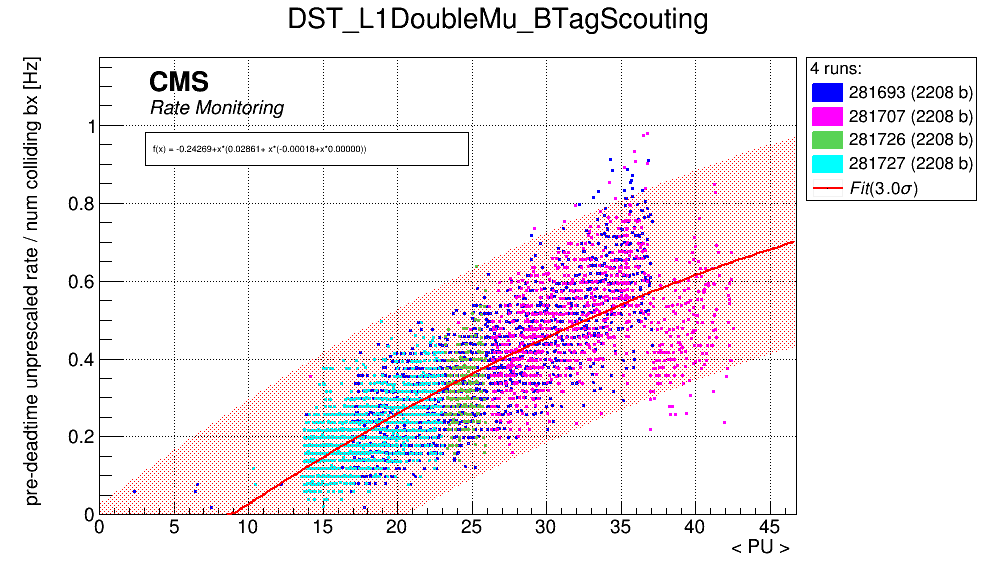 DST_L1DoubleMu_BTagScouting
pre-deadtime unprescaled rate / num colliding bx [Hz]
CMS
Rate Monitoring
f(x) = -0.24269+x*(0.02861+ x*(-0.00018+x*0.00000))
1
0.8
0.6
0.4
0.2
0
0 5 10 15 20 25 30 35 40 45
< PU >
4 runs:
281693 (2208 b)
281707 (2208 b)
281726 (2208 b)
281727 (2208 b)
Fit(3.0σ)